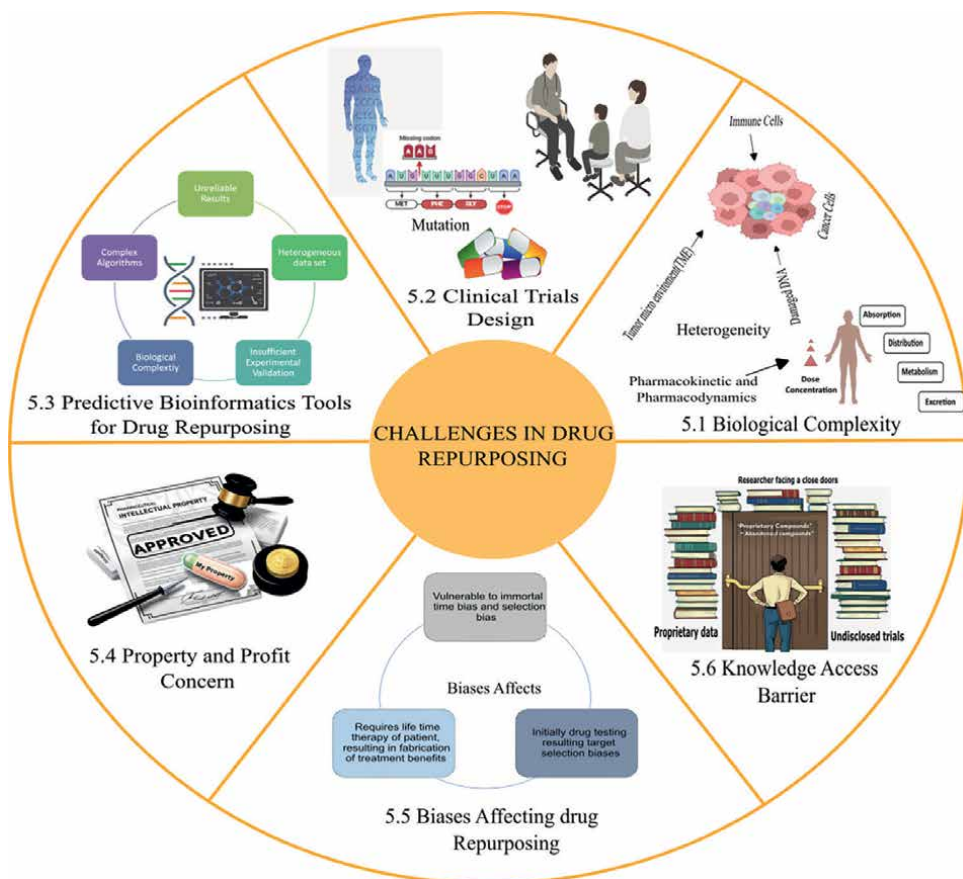 CHALLENGES IN DRUG
REPURPOSING
Missing codon
A U G U U U G G C U A A
MET PHE GLY STOP
Mutation
5.2 Clinical Trials
Design
Immune Cells
Cancer Cells
Tumor micro enviroment(TME)
Damaged DNA
Heterogeneity
Pharmacokinetic and
Pharmacodynamics
Dose
Concentration
Absorption
Distribution
Metabolism
Excretion
5.1 Biological Complexity
Unreliable
Results
Complex
Algorithms
Heterogeneous
data set
Biological
Complextiy
Insufficient
Experimental
Validation
5.3 Predictive Bioinformatics Tools
for Drug Repurposing
INTELLECTUAL PROPERTY
APPROVED
My Property
5.4 Property and Profit
Concern
Vulnerable to immortal
time bias and selection
bias
Biases Affects
Requires life time
therapy of patient,
resulting in fabrication
of treatment benefits
Initially drug testing
resulting target
selection biases
5.5 Biases Affecting drug
Repurposing
Researcher facing a close doors
"Proprietary Compounds"
Proprietary data
Undisclosed trials
5.6 Knowledge Access
Barrier